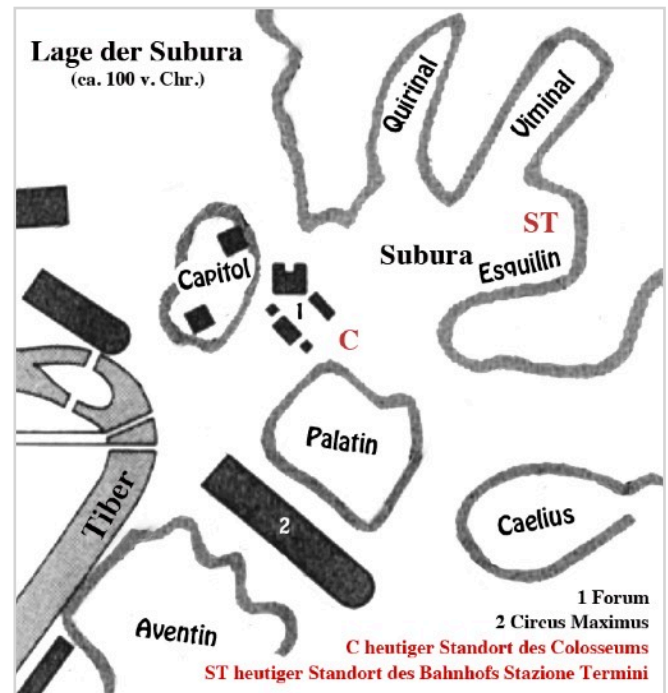 Lage der Subura
(ca. 100 v. Chr.)
Quirinal
Viminal
ST
Subura
Esquilin
Capitol
1
C
Palatin
Tiber
2
Caelius
Aventin
1 Forum
2 Circus Maximus
C heutiger Standort des Colosseums
ST heutiger Standort des Bahnhofs Stazione Termini